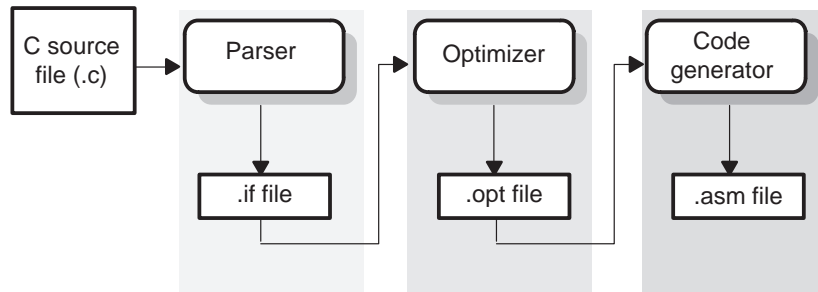 C source
file (.c)
Parser
Optimizer
Code
generator
.if file
.opt file
.asm file